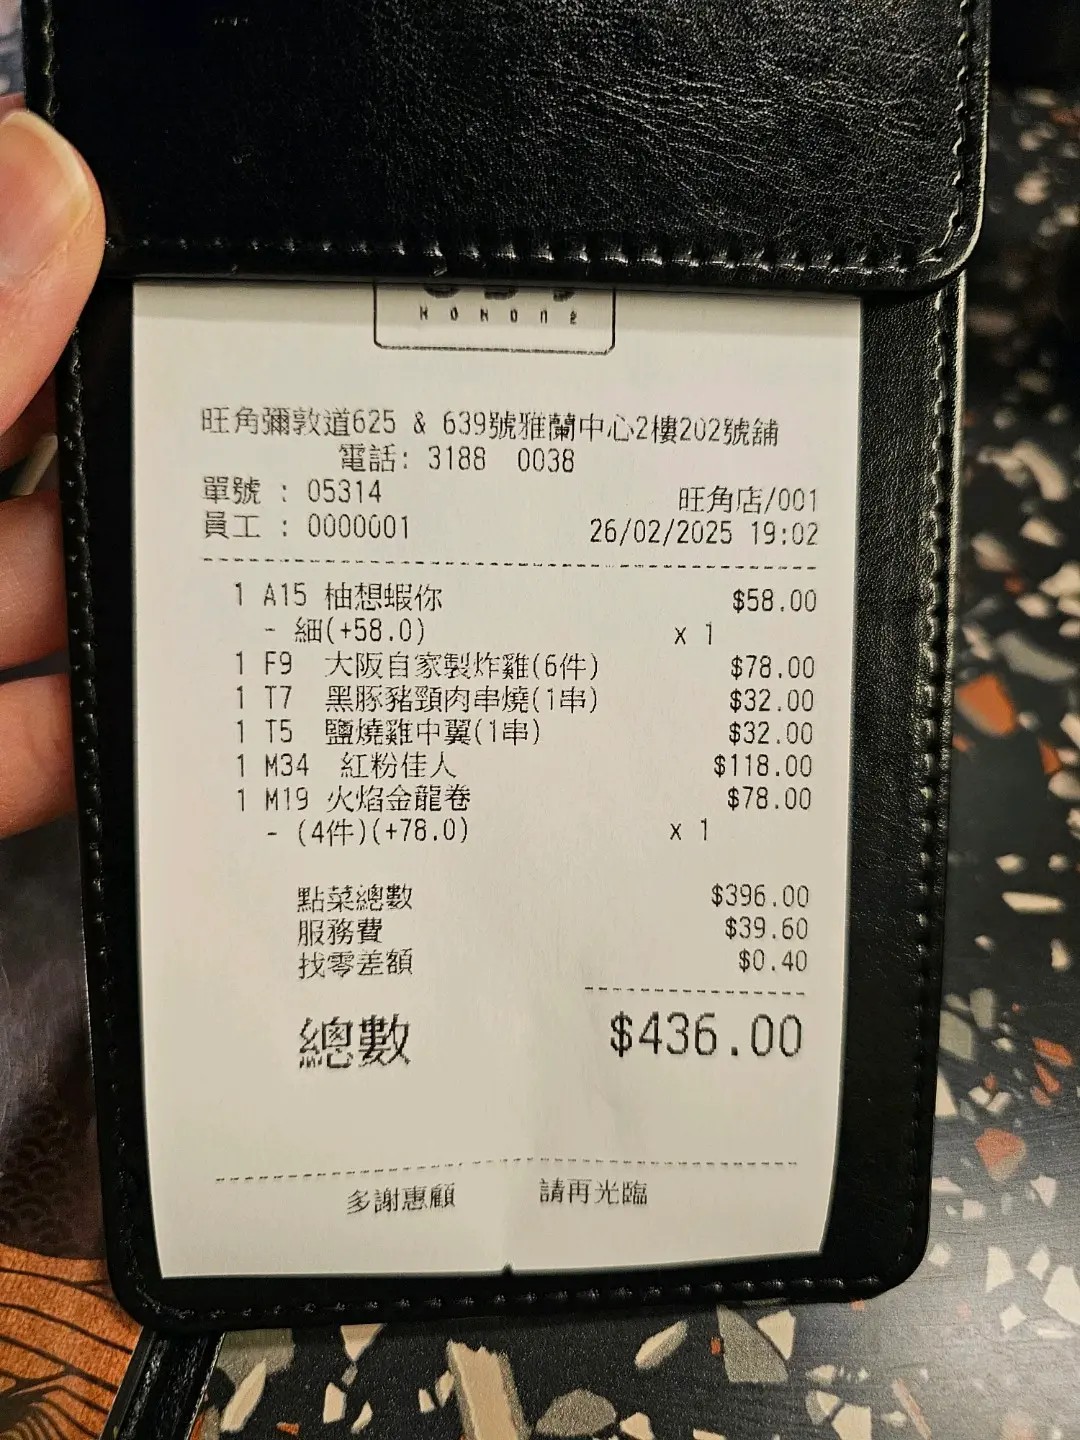 旺角彌敦道625 & 639號雅蘭中心2樓202號舖
電話: 3188 0038
單號 : 05314 旺角店/001
員工 : 0000001 26/02/2025 19:02
1 A15 柚想蝦你 $58.00
- 細(+58.0) x 1
1 F9 大阪自家製炸雞(6件) $78.00
1 T7 黑豚豬頸肉串燒(1串) $32.00
1 T5 鹽燒雞中翼(1串) $32.00
1 M34 紅粉佳人 $118.00
1 M19 火焰金龍卷 $78.00
- (4件)(+78.0) x 1
點菜總數 $396.00
服務費 $39.60
找零差額 $0.40
總數 $436.00
多謝惠顧 請再光臨